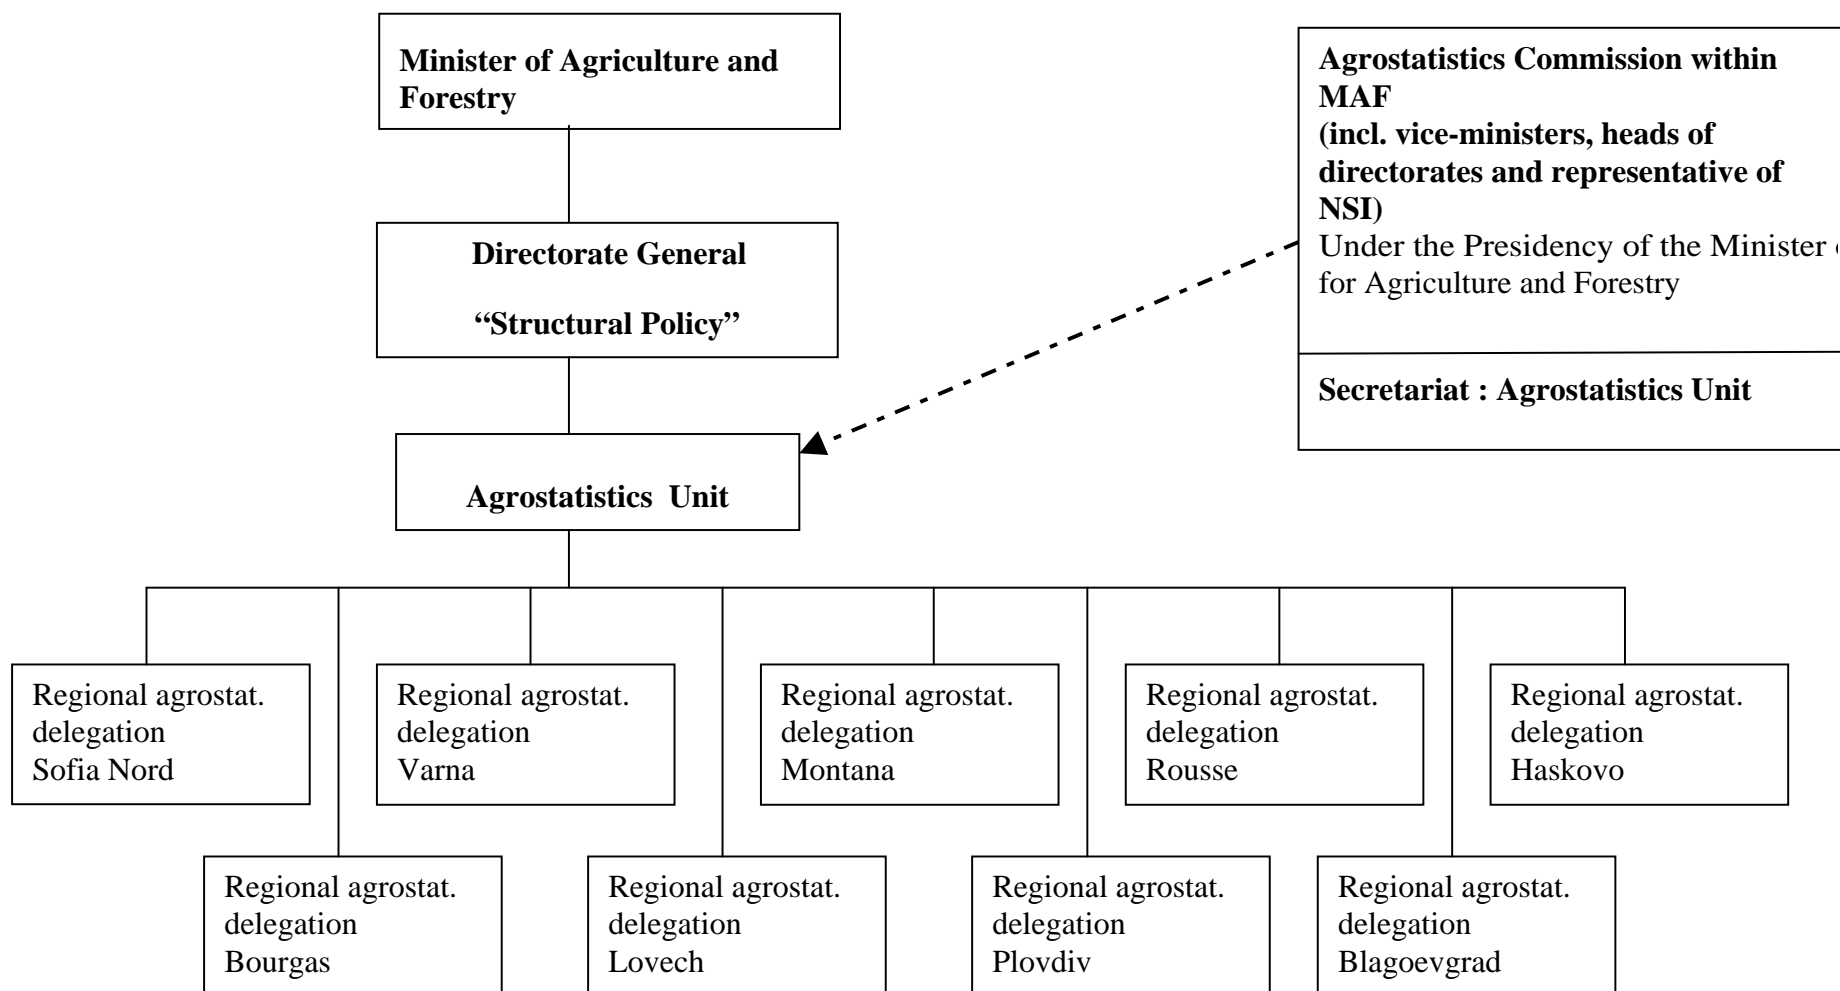 Minister of Agriculture and
Forestry
Agrostatistics Commission within
MAF
(incl. vice-ministers, heads of
directorates and representative of
NSI)
Under the Presidency of the Minister
for Agriculture and Forestry
Secretariat : Agrostatistics Unit
Directorate General
“Structural Policy”
Agrostatistics Unit
Regional agrostat.
delegation
Sofia Nord
Regional agrostat.
delegation
Varna
Regional agrostat.
delegation
Montana
Regional agrostat.
delegation
Rousse
Regional agrostat.
delegation
Haskovo
Regional agrostat.
delegation
Bourgas
Regional agrostat.
delegation
Lovech
Regional agrostat.
delegation
Plovdiv
Regional agrostat.
delegation
Blagoevgrad